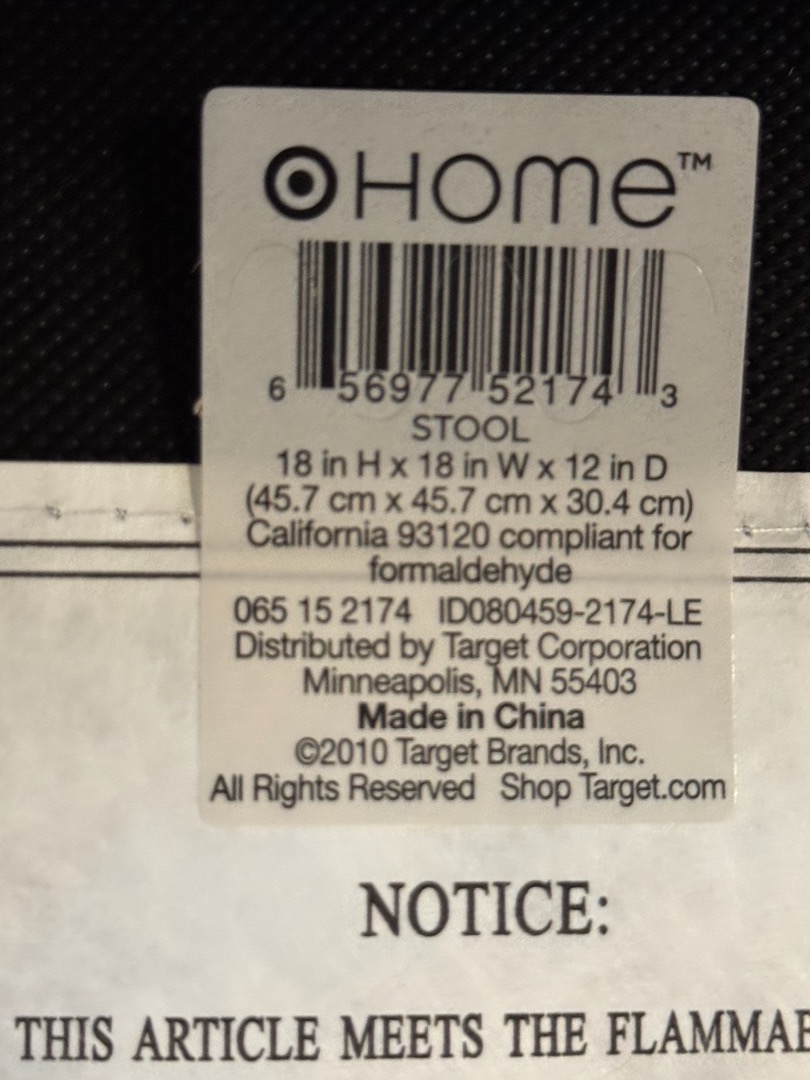 Home™
6 56977 52174 3
STOOL
18 in H x 18 in W x 12 in D
(45.7 cm x 45.7 cm x 30.4 cm)
California 93120 compliant for
formaldehyde
065 15 2174 ID080459-2174-LE
Distributed by Target Corporation
Minneapolis, MN 55403
Made in China
©2010 Target Brands, Inc.
All Rights Reserved Shop Target.com
NOTICE:
THIS ARTICLE MEETS THE FLAMMAB